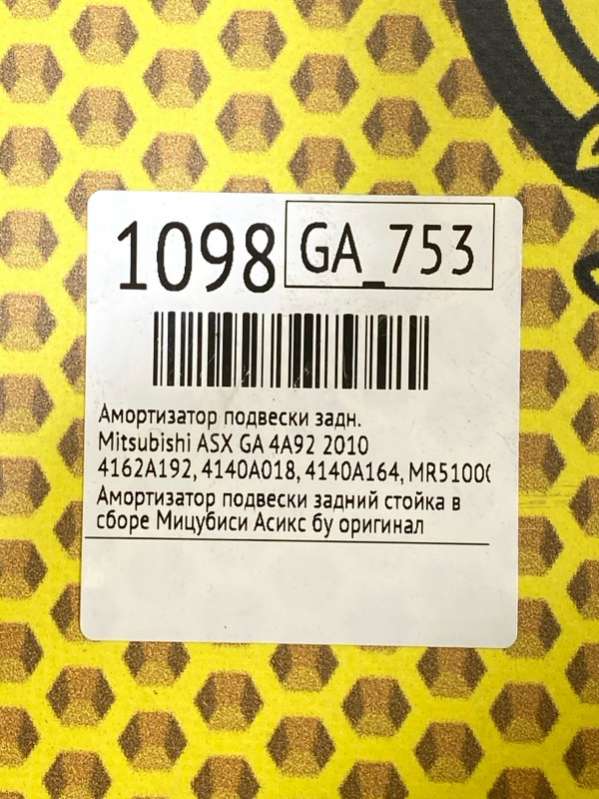 1098 GA_753
Амортизатор подвески задн.
Mitsubishi ASX GA 4A92 2010
4162A192, 4140A018, 4140A164, MR51000
Амортизатор подвески задний стойка в
сборе Мицубиси Асикс бу оригинал